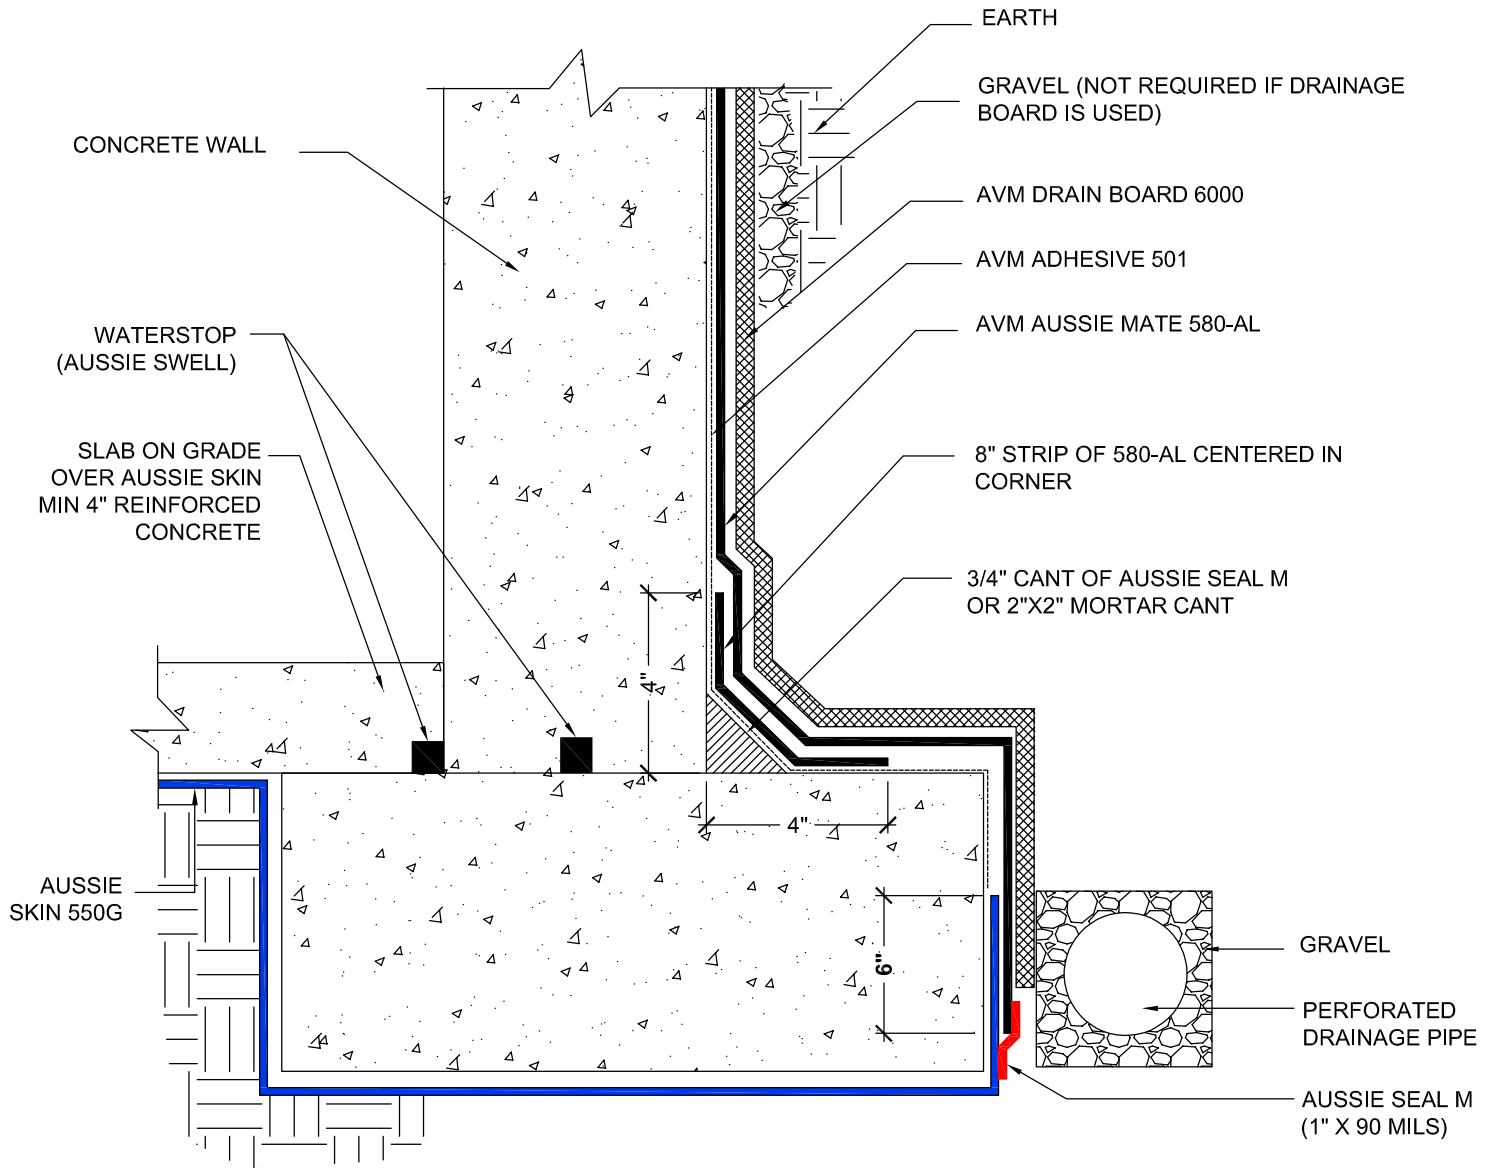 EARTH
GRAVEL (NOT REQUIRED IF DRAINAGE
BOARD IS USED)
CONCRETE WALL
AVM DRAIN BOARD 6000
AVM ADHESIVE 501
AVM AUSSIE MATE 580-AL
WATERSTOP
(AUSSIE SWELL)
SLAB ON GRADE
OVER AUSSIE SKIN
MIN 4" REINFORCED
CONCRETE
8" STRIP OF 580-AL CENTERED IN
CORNER
3/4" CANT OF AUSSIE SEAL M
OR 2"X2" MORTAR CANT
4"
4"
6"
AUSSIE
SKIN 550G
GRAVEL
PERFORATED
DRAINAGE PIPE
AUSSIE SEAL M
(1" X 90 MILS)